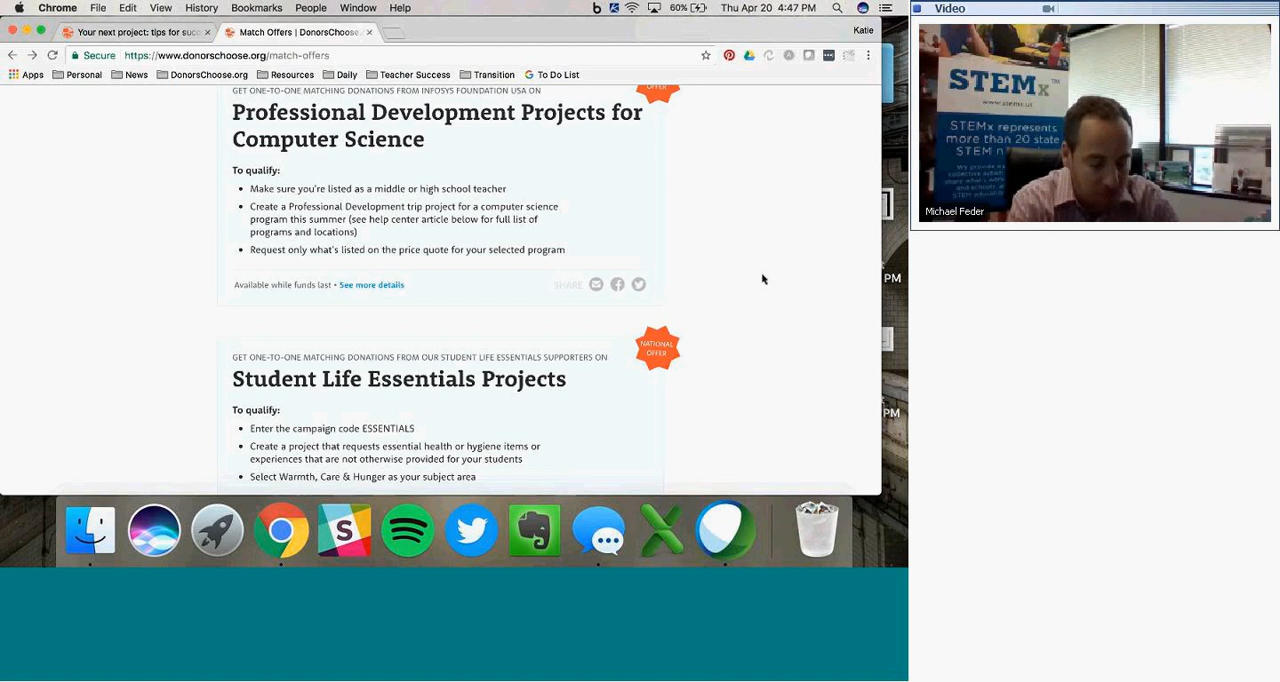 Chrome File Edit View History Bookmarks People Window Help
60% Thu Apr 20 4:47 PM
Your next project: tips for succ
Match Offers | DonorsChoose.
Katie
Secure https://www.donorschoose.org/match-offers
Apps Personal News DonorsChoose.org Resources Daily Teacher Success Transition To Do List
GET ONE-TO-ONE MATCHING DONATIONS FROM INFOSYS FOUNDATION USA ON
OFFER
Professional Development Projects for
Computer Science
To qualify:
• Make sure you're listed as a middle or high school teacher
• Create a Professional Development trip project for a computer science
program this summer (see help center article below for full list of
programs and locations)
• Request only what's listed on the price quote for your selected program
Available while funds last • See more details
SHARE
GET ONE-TO-ONE MATCHING DONATIONS FROM OUR STUDENT LIFE ESSENTIALS SUPPORTERS ON
NATIONAL
OFFER
Student Life Essentials Projects
To qualify:
• Enter the campaign code ESSENTIALS
• Create a project that requests essential health or hygiene items or
experiences that are not otherwise provided for your students
• Select Warmth, Care & Hunger as your subject area
PM
PM
Video
STEMx™
www.stemx.us
STEMx represents
more than 20 state
STEM n
Michael Feder